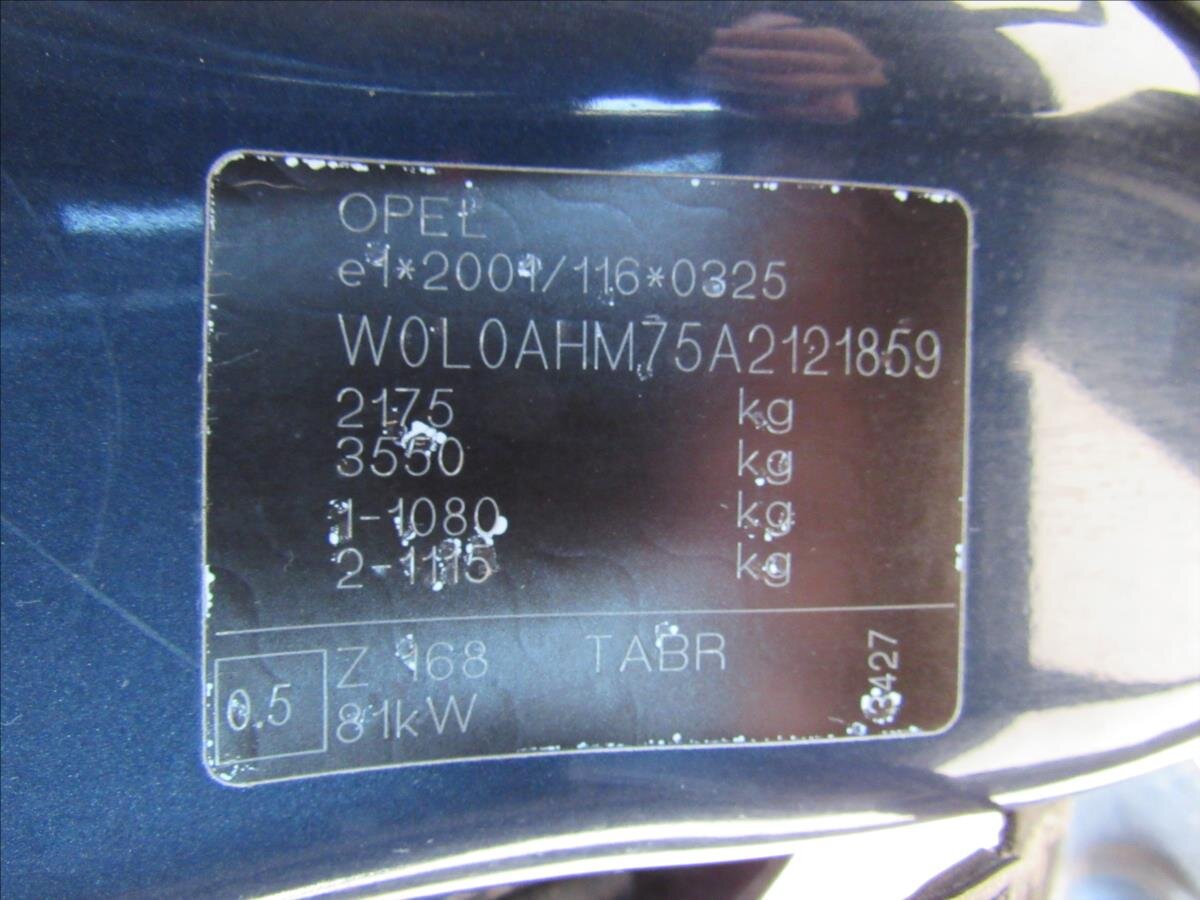 OPEL
e1*2001/116*0325
W0L0AHM75A2121859
2175 kg
3550 kg
1-1080 kg
2-1115 kg
0.5
Z 168 TABR
81kW
3427